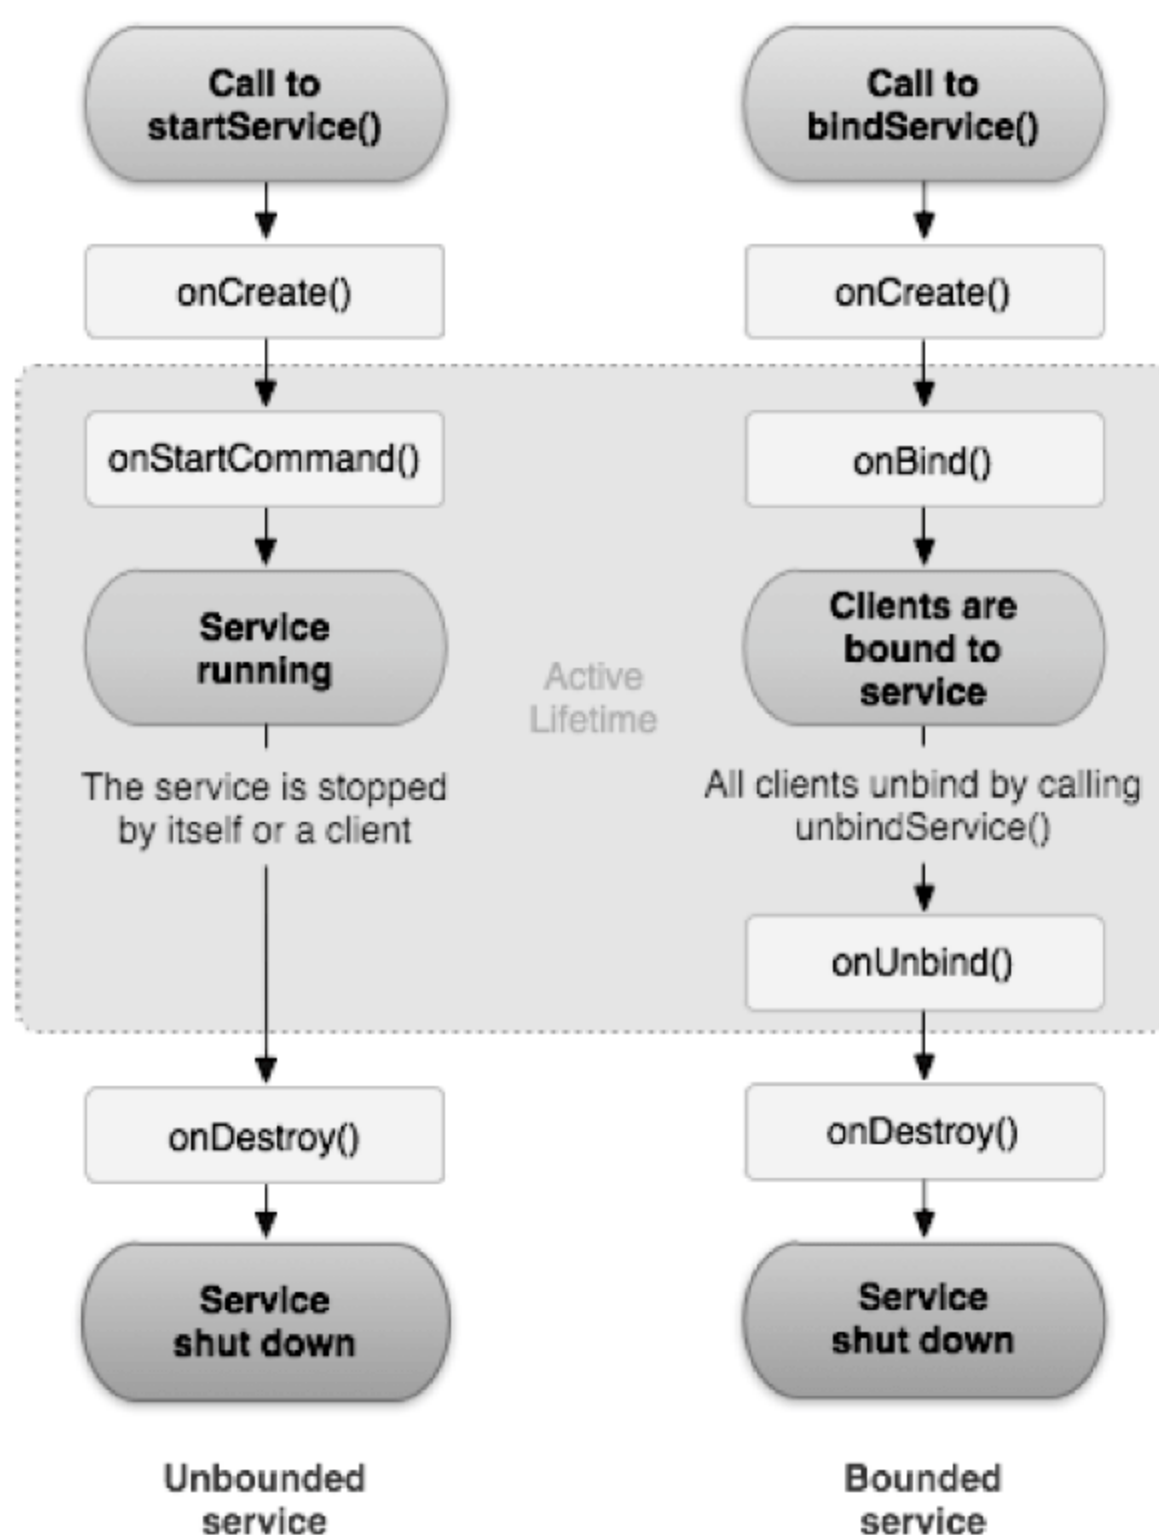 Call to
startService()
onCreate()
onStartCommand()
Service
running
The service is stopped
by itself or a client
onDestroy()
Service
shut down
Unbounded
service
Active
Lifetime
Call to
bindService()
onCreate()
onBind()
Clients are
bound to
service
All clients unbind by calling
unbindService()
onUnbind()
onDestroy()
Service
shut down
Bounded
service